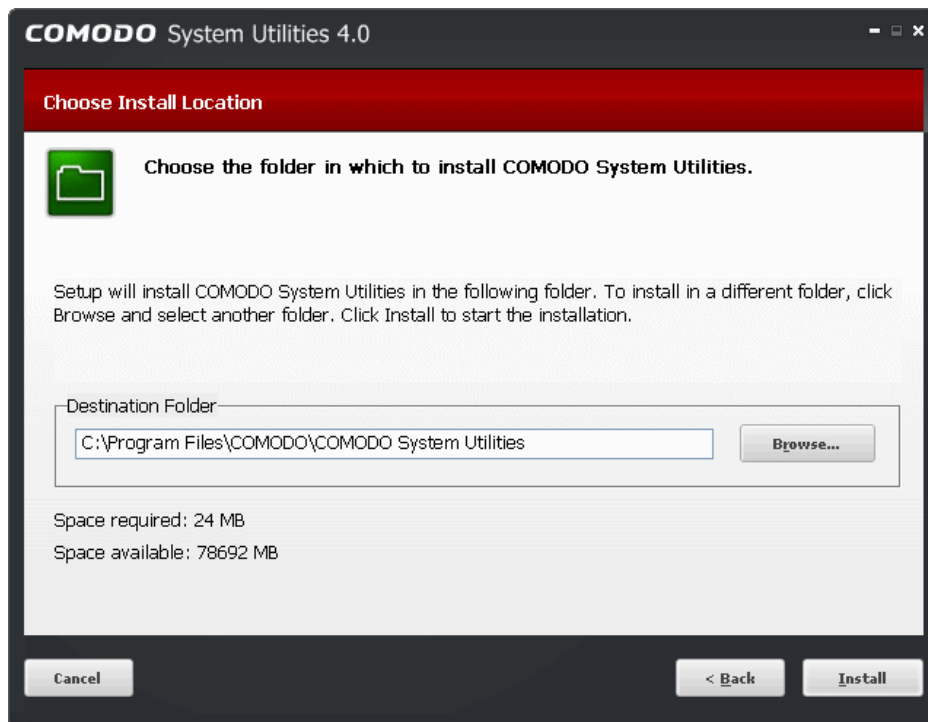 COMODO System Utilities 4.0
Choose Install Location
Choose the folder in which to install COMODO System Utilities.
Setup will install COMODO System Utilities in the following folder. To install in a different folder, click
Browse and select another folder. Click Install to start the installation.
Destination Folder
C:\Program Files\COMODO\COMODO System Utilities
Browse...
Space required: 24 MB
Space available: 78692 MB
Cancel
< Back
Install